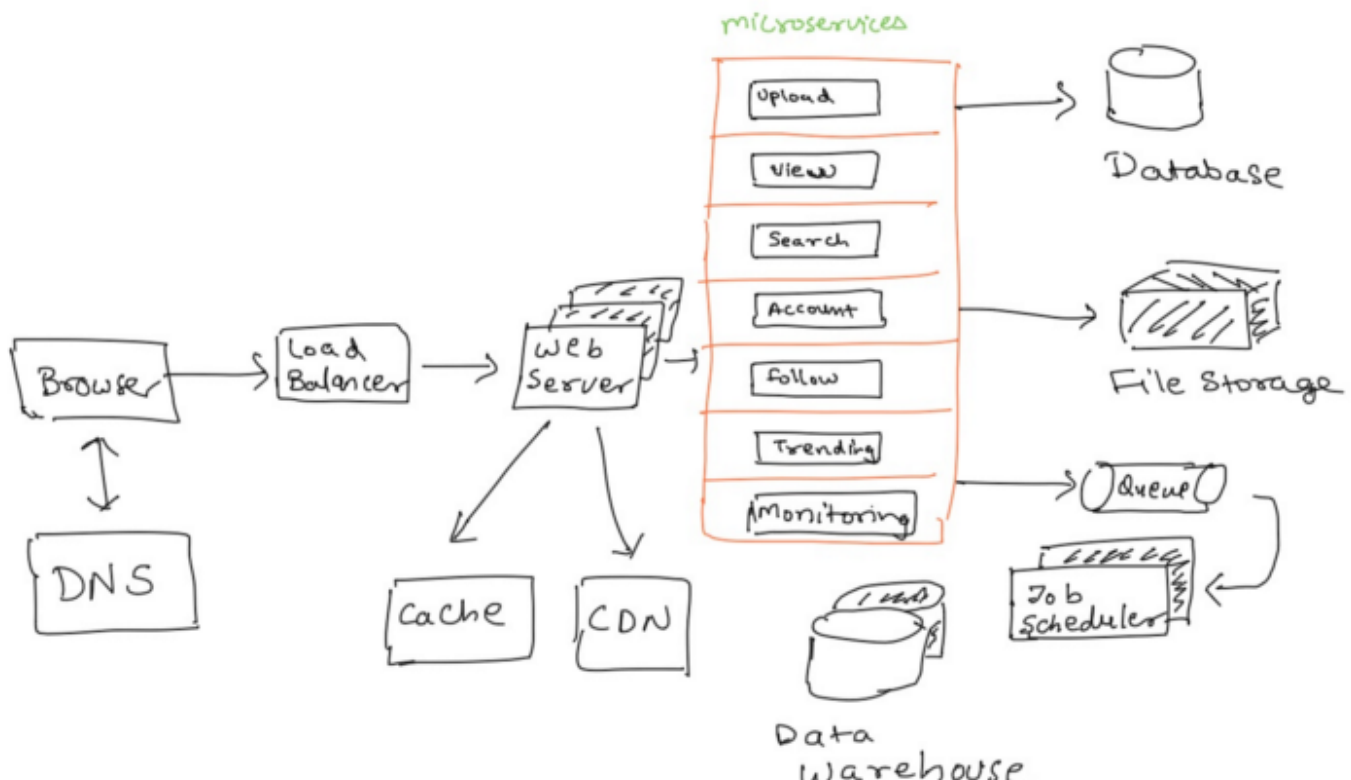 microservices
Upload
View
Search
Account
Follow
Trending
Monitoring
Database
File Storage
Queue
Job
Scheduler
Browser
Load
Balancer
Web
Server
DNS
Cache
CDN
Data
Warehouse